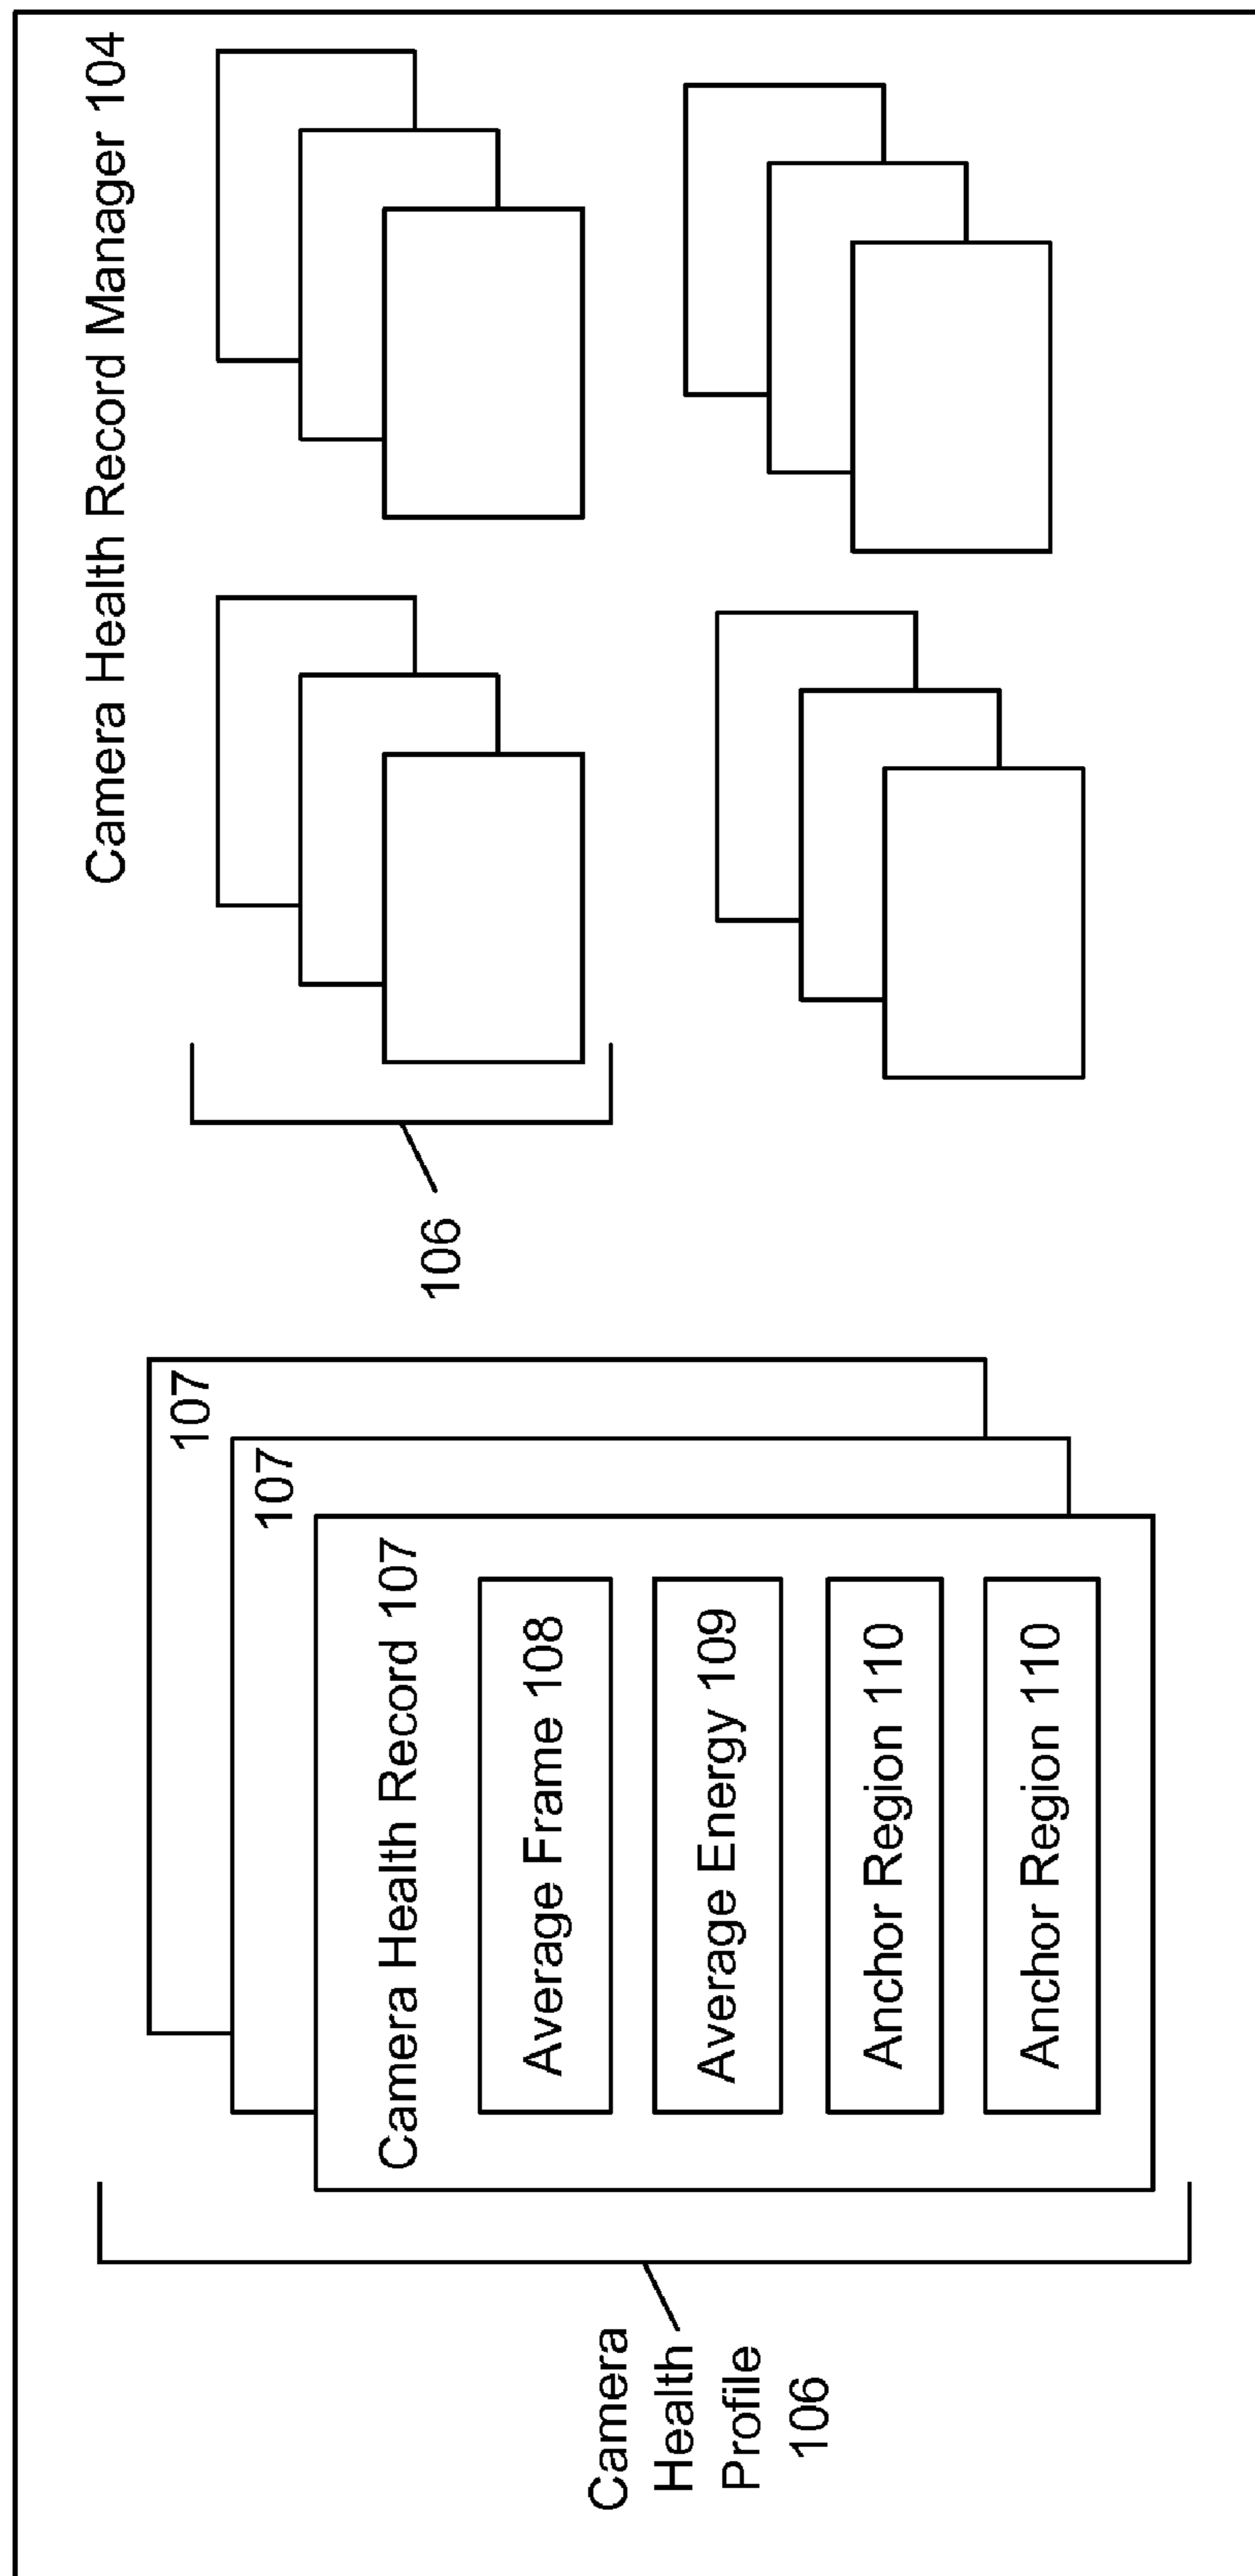 Camera Health Record Manager 104
107
107
Camera Health Record 107
Average Frame 108
Average Energy 109
Anchor Region 110
Anchor Region 110
Camera
Health
Profile
106
106